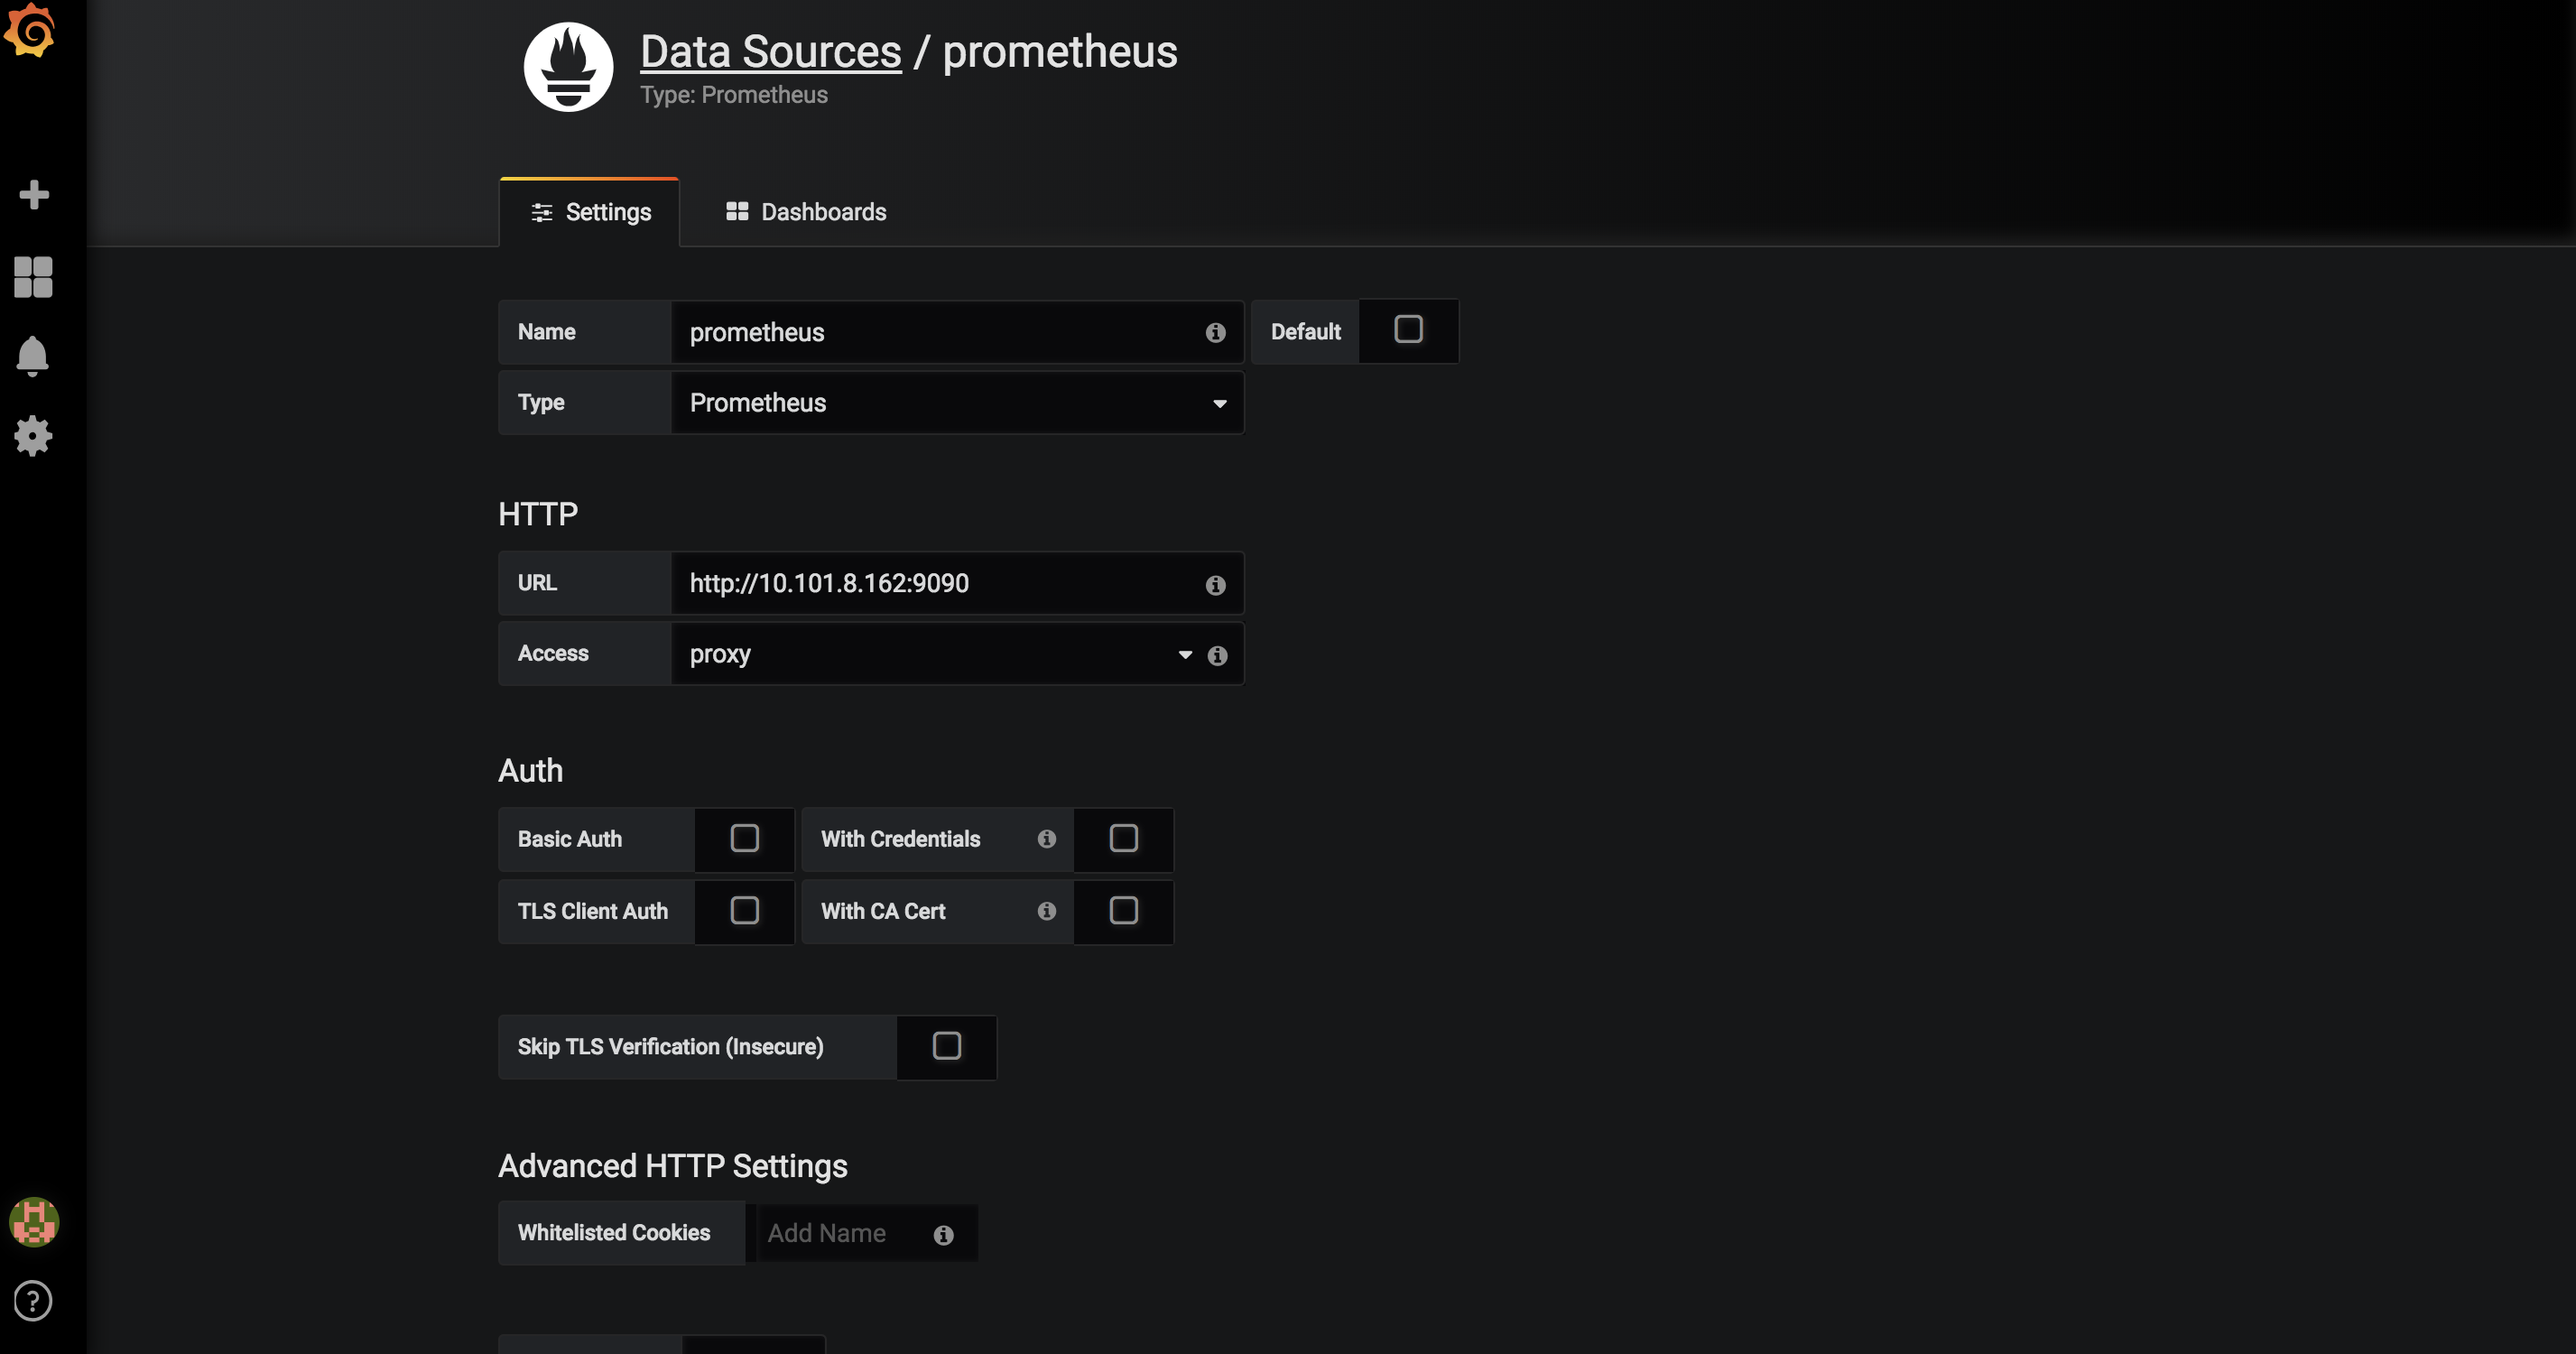 Data Sources / prometheus
Type: Prometheus
Settings
Dashboards
Name prometheus Default
Type Prometheus
HTTP
URL http://10.101.8.162:9090
Access proxy
Auth
Basic Auth With Credentials
TLS Client Auth With CA Cert
Skip TLS Verification (Insecure)
Advanced HTTP Settings
Whitelisted Cookies Add Name